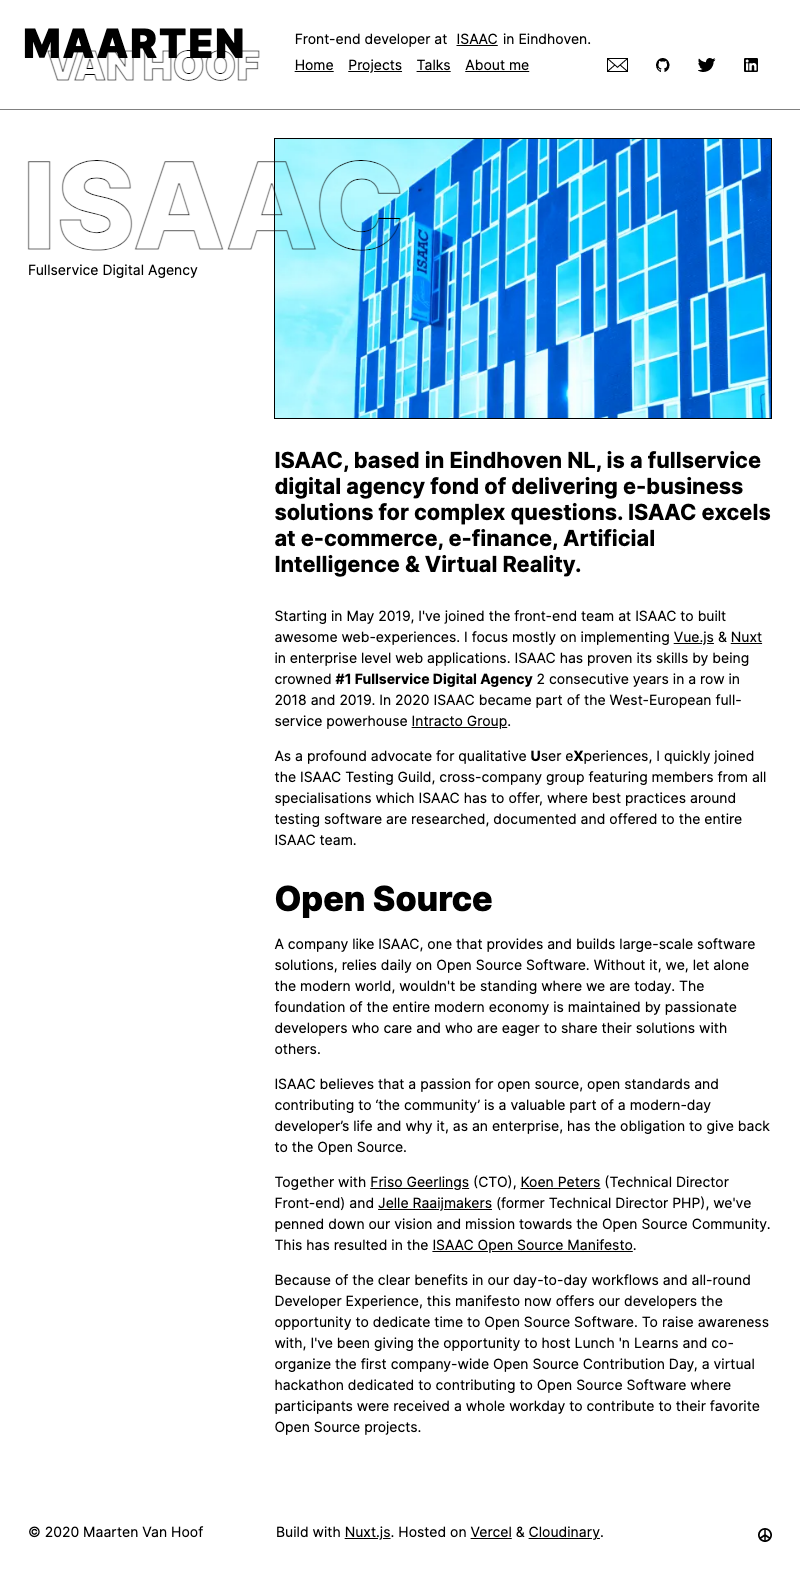 MAARTEN
VAN HOOF
Front-end developer at ISAAC in Eindhoven.
Home Projects Talks About me
ISAAC
Fullservice Digital Agency
ISAAC
ISAAC, based in Eindhoven NL, is a fullservice
digital agency fond of delivering e-business
solutions for complex questions. ISAAC excels
at e-commerce, e-finance, Artificial
Intelligence & Virtual Reality.
Starting in May 2019, I've joined the front-end team at ISAAC to built
awesome web-experiences. I focus mostly on implementing Vue.js & Nuxt
in enterprise level web applications. ISAAC has proven its skills by being
crowned #1 Fullservice Digital Agency 2 consecutive years in a row in
2018 and 2019. In 2020 ISAAC became part of the West-European full-
service powerhouse Intracto Group.
As a profound advocate for qualitative User eXperiences, I quickly joined
the ISAAC Testing Guild, cross-company group featuring members from all
specialisations which ISAAC has to offer, where best practices around
testing software are researched, documented and offered to the entire
ISAAC team.
Open Source
A company like ISAAC, one that provides and builds large-scale software
solutions, relies daily on Open Source Software. Without it, we, let alone
the modern world, wouldn't be standing where we are today. The
foundation of the entire modern economy is maintained by passionate
developers who care and who are eager to share their solutions with
others.
ISAAC believes that a passion for open source, open standards and
contributing to ‘the community’ is a valuable part of a modern-day
developer’s life and why it, as an enterprise, has the obligation to give back
to the Open Source.
Together with Friso Geerlings (CTO), Koen Peters (Technical Director
Front-end) and Jelle Raaijmakers (former Technical Director PHP), we've
penned down our vision and mission towards the Open Source Community.
This has resulted in the ISAAC Open Source Manifesto.
Because of the clear benefits in our day-to-day workflows and all-round
Developer Experience, this manifesto now offers our developers the
opportunity to dedicate time to Open Source Software. To raise awareness
with, I've been giving the opportunity to host Lunch 'n Learns and co-
organize the first company-wide Open Source Contribution Day, a virtual
hackathon dedicated to contributing to Open Source Software where
participants were received a whole workday to contribute to their favorite
Open Source projects.
© 2020 Maarten Van Hoof
Build with Nuxt.js. Hosted on Vercel & Cloudinary.